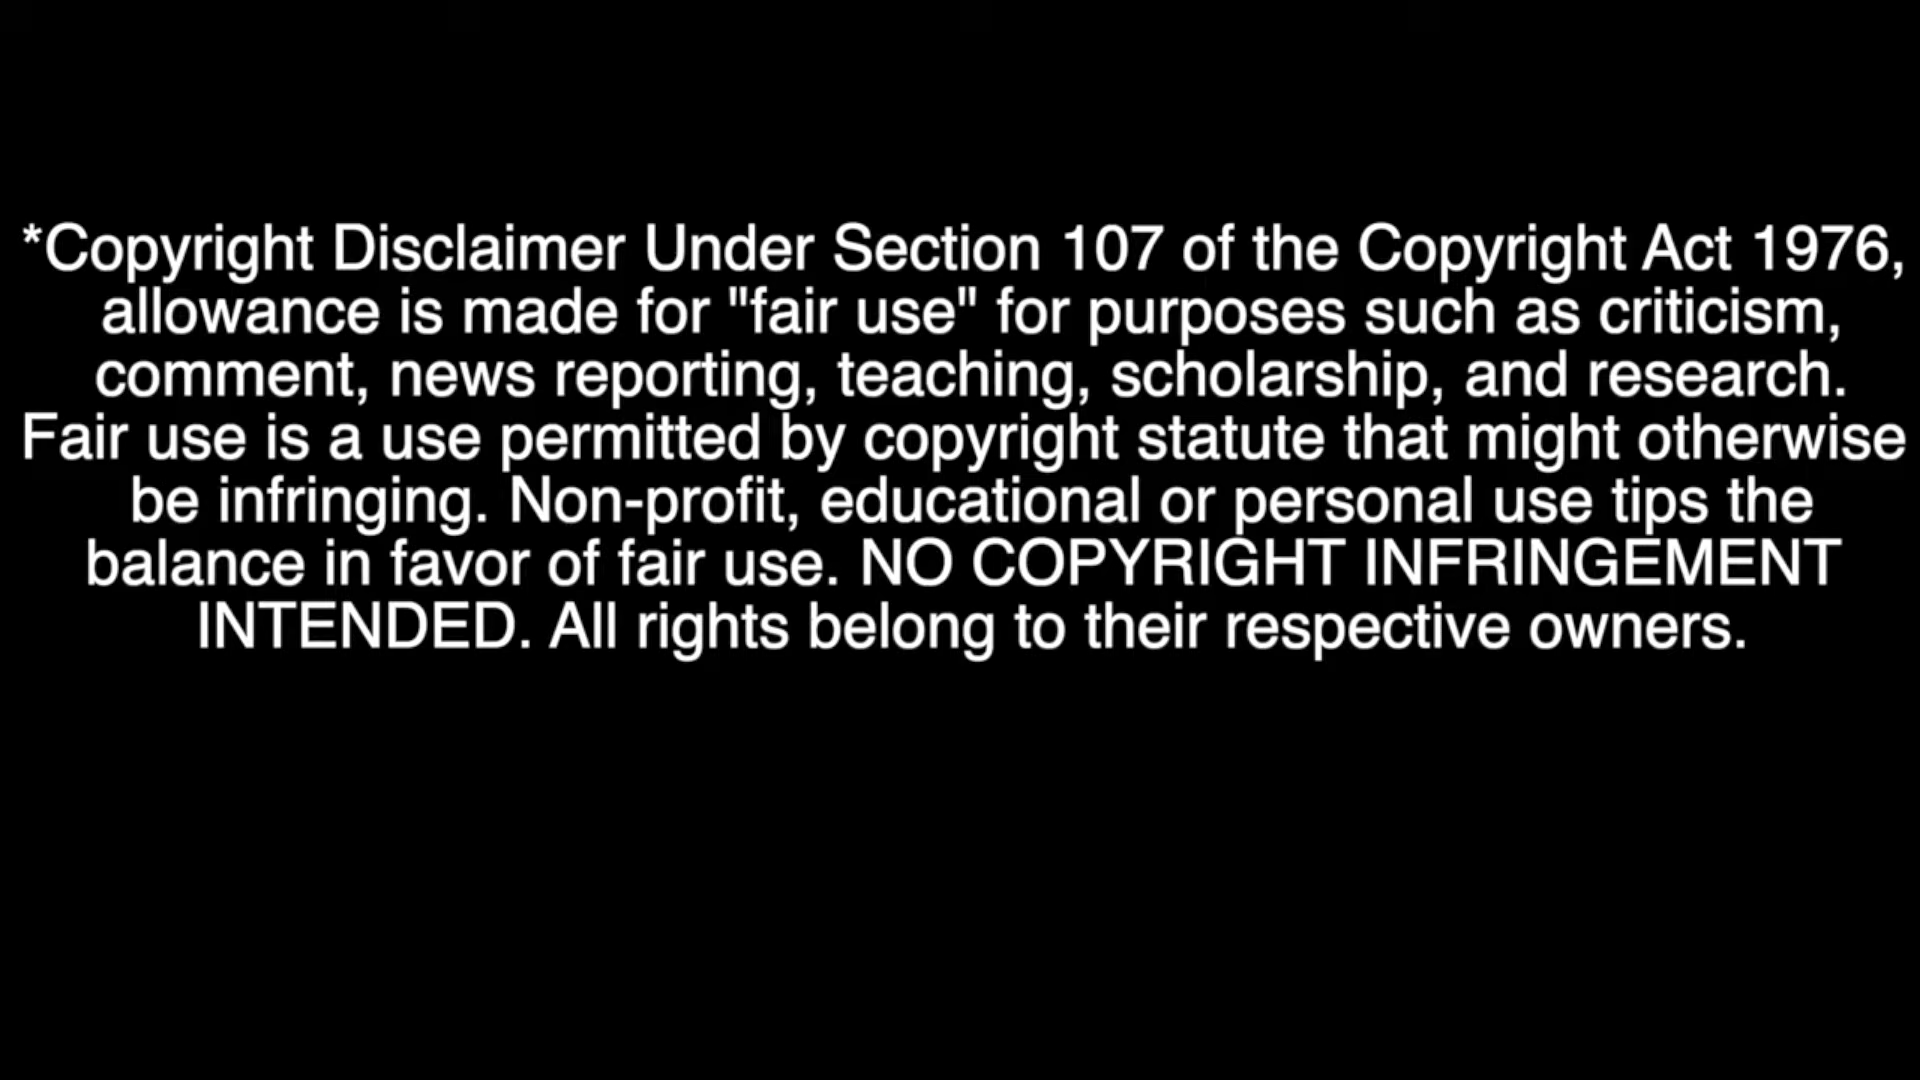 *Copyright Disclaimer Under Section 107 of the Copyright Act 1976,
allowance is made for "fair use" for purposes such as criticism,
comment, news reporting, teaching, scholarship, and research.
Fair use is a use permitted by copyright statute that might otherwise
be infringing. Non-profit, educational or personal use tips the
balance in favor of fair use. NO COPYRIGHT INFRINGEMENT
INTENDED. All rights belong to their respective owners.